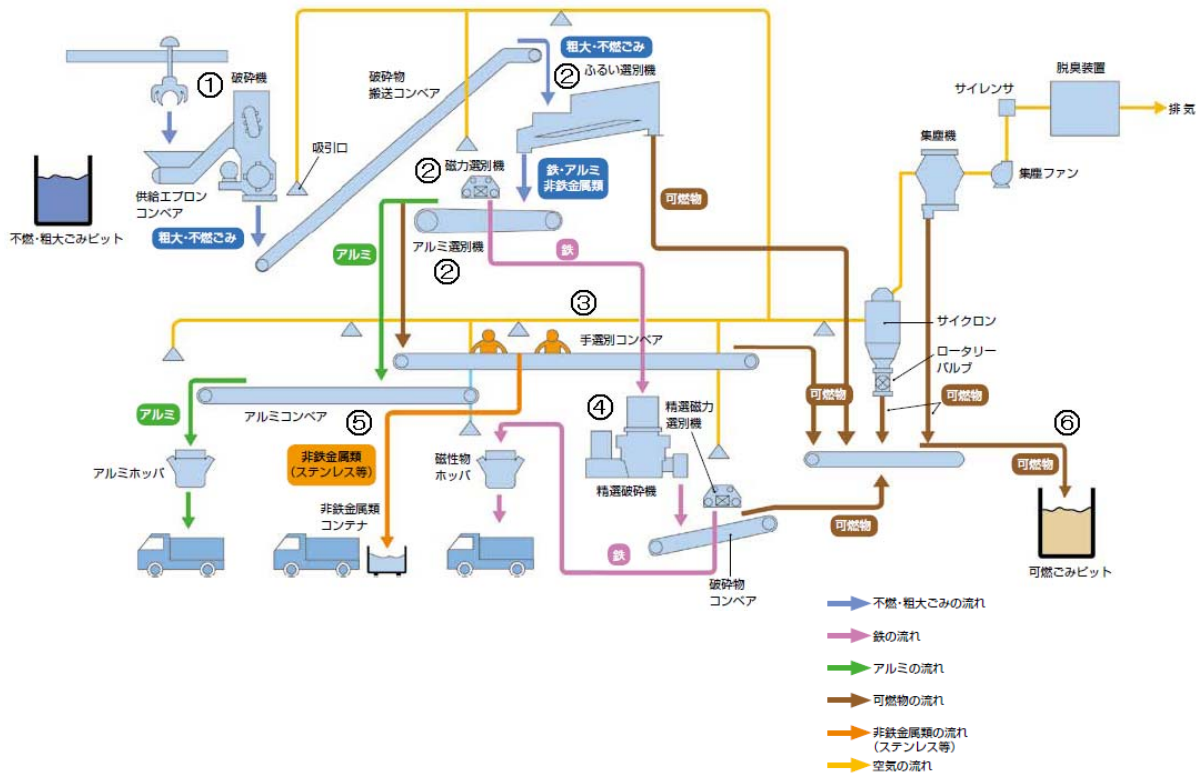 粗大・不燃ごみ
①
破砕機
破砕物
搬送コンベア
②
ふるい選別機
脱臭装置
サイレンサ
排気
集塵機
吸引口
②
磁力選別機
鉄・アルミ
非鉄金属類
集塵ファン
供給エプロン
コンベア
可燃物
不燃・粗大ごみピット
粗大・不燃ごみ
アルミ
アルミ選別機
②
鉄
③
手選別コンベア
サイクロン
ロータリー
バルブ
可燃物
可燃物
アルミ
アルミコンベア
⑤
④
精選磁力
選別機
⑥
アルミホッパ
非鉄金属類
(ステンレス等)
磁性物
ホッパ
可燃物
精選破砕機
非鉄金属類
コンテナ
可燃物
鉄
破砕物
コンベア
可燃ごみピット
不燃・粗大ごみの流れ
鉄の流れ
アルミの流れ
可燃物の流れ
非鉄金属類の流れ
(ステンレス等)
空気の流れ